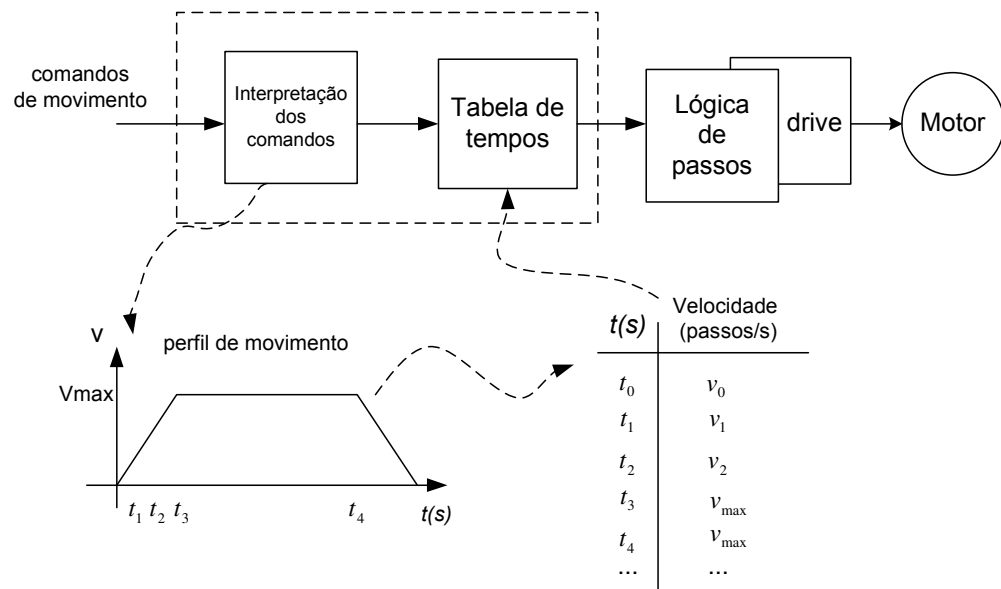 comandos
de movimento
Interpretação
dos
comandos
Tabela de
tempos
Lógica
de
passos
drive
Motor
v
perfil de movimento
Vmax
t1 t2 t3 t4 t(s)
t(s)
Velocidade
(passos/s)
t0 v0
t1 v1
t2 v2
t3 vmax
t4 vmax
... ...